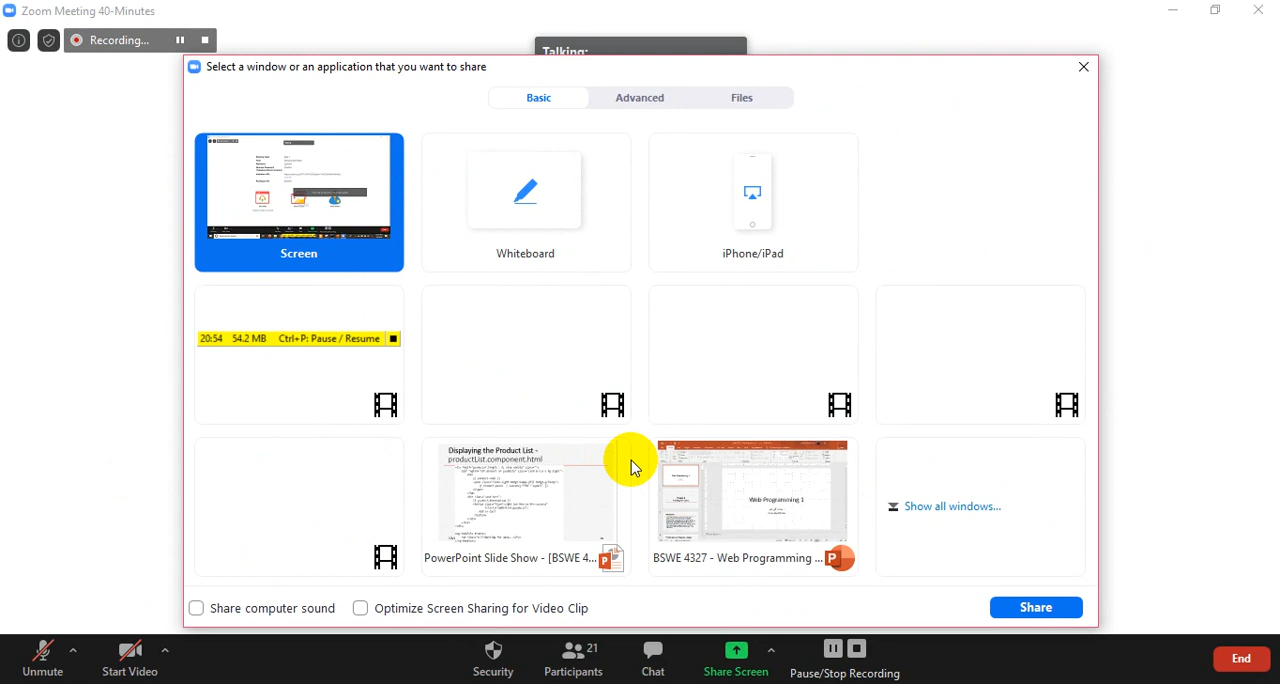 Zoom Meeting 40-Minutes
Recording...
Talking:
Select a window or an application that you want to share
Basic
Advanced
Files
Screen
Whiteboard
iPhone/iPad
20:54 54.2 MB Ctrl+P: Pause / Resume
Displaying the Product List -
productList.component.html
Web Programming 1
Show all windows...
PowerPoint Slide Show - [BSWE 4...
BSWE 4327 - Web Programming ...
Share computer sound
Optimize Screen Sharing for Video Clip
Share
Unmute
Start Video
Security
21
Participants
Chat
Share Screen
Pause/Stop Recording
End